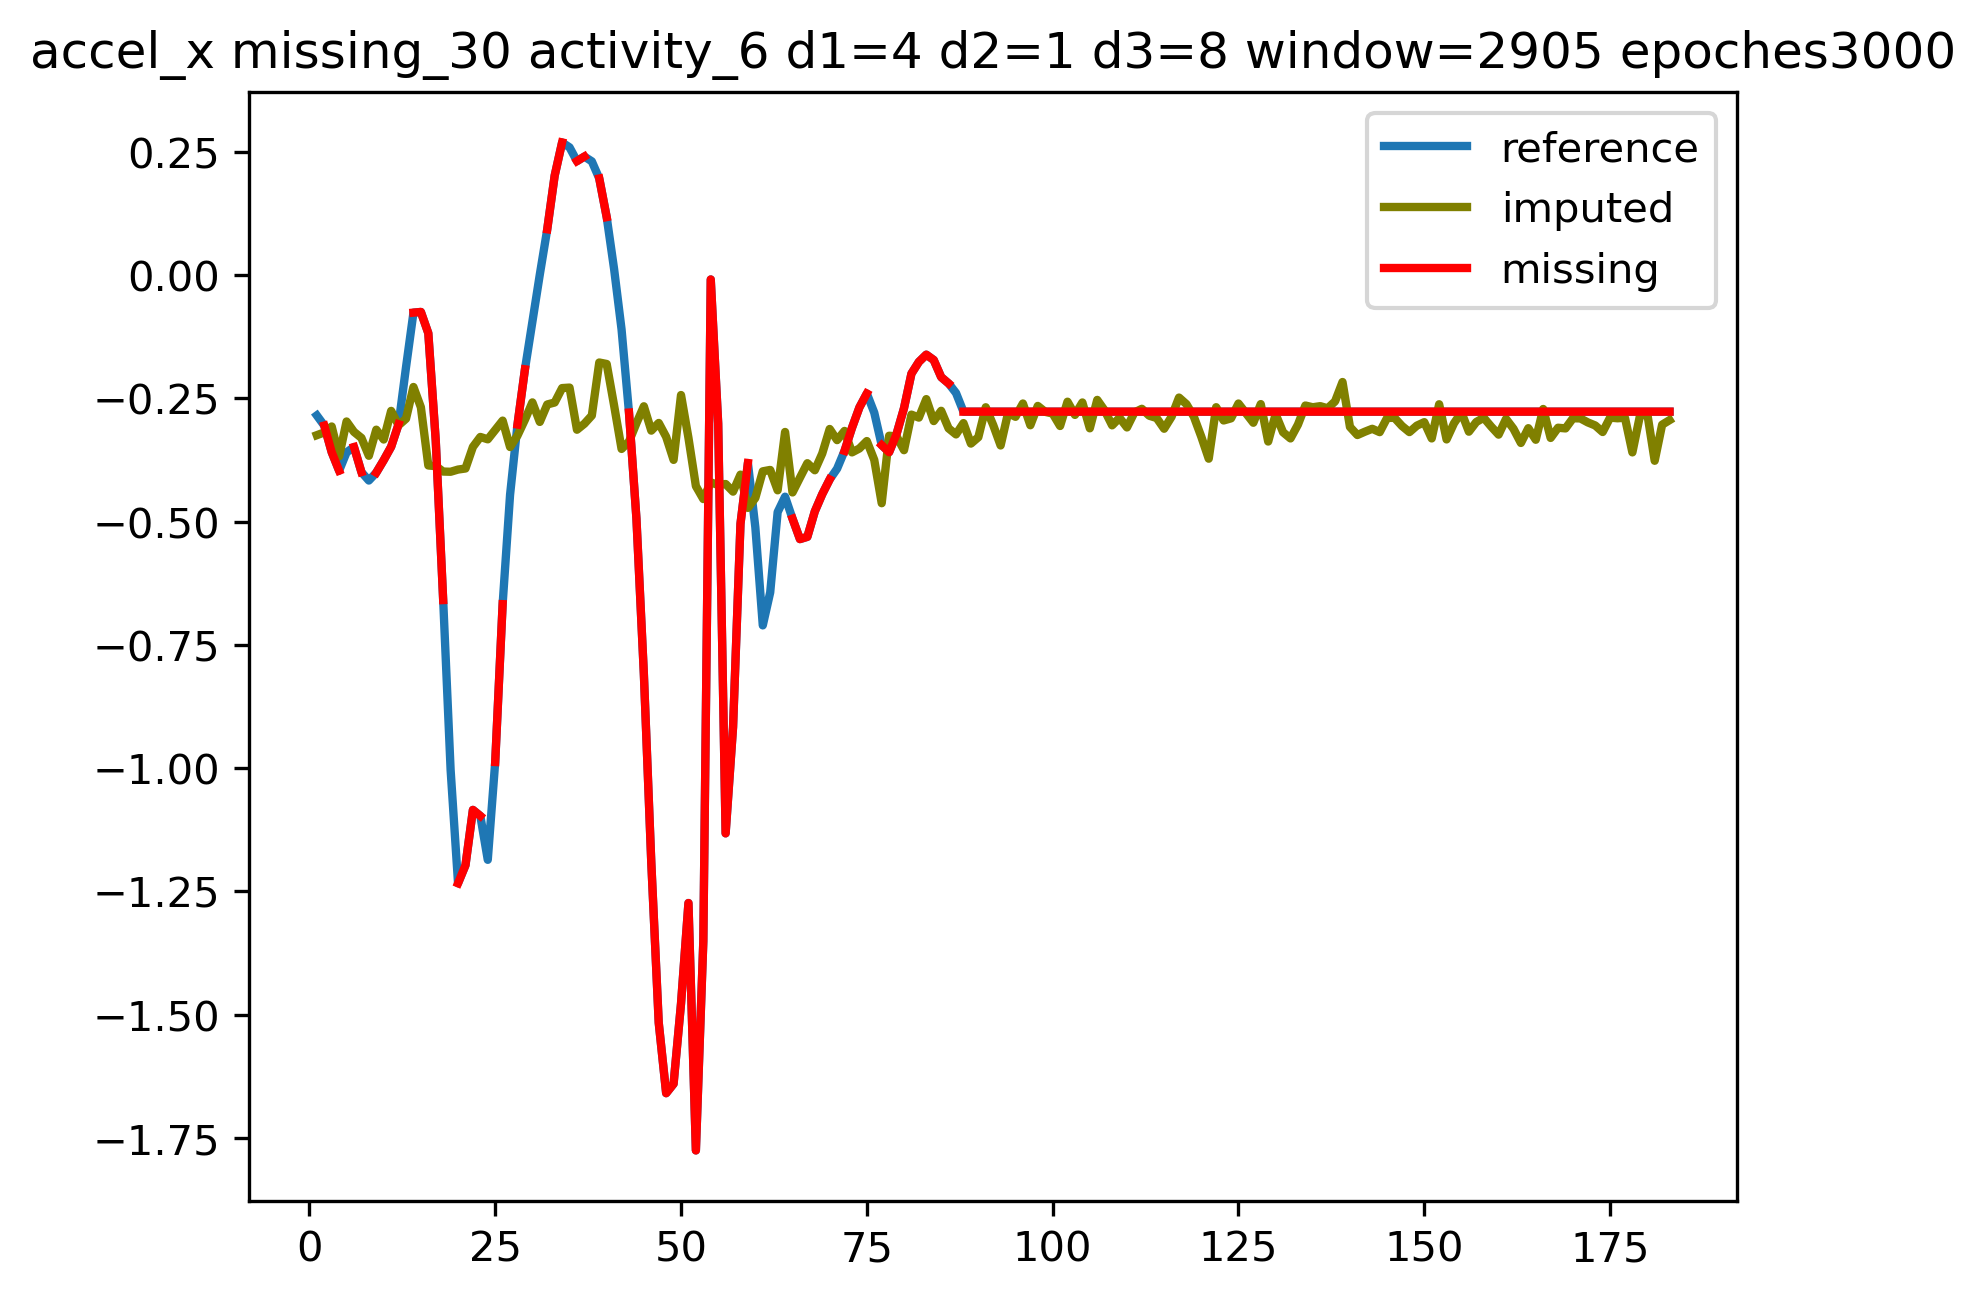 accel_x missing_30 activity_6 d1=4 d2=1 d3=8 window=2905 epoches3000
reference
imputed
missing
0.25
0.00
−0.25
−0.50
−0.75
−1.00
−1.25
−1.50
−1.75
0 25 50 75 100 125 150 175